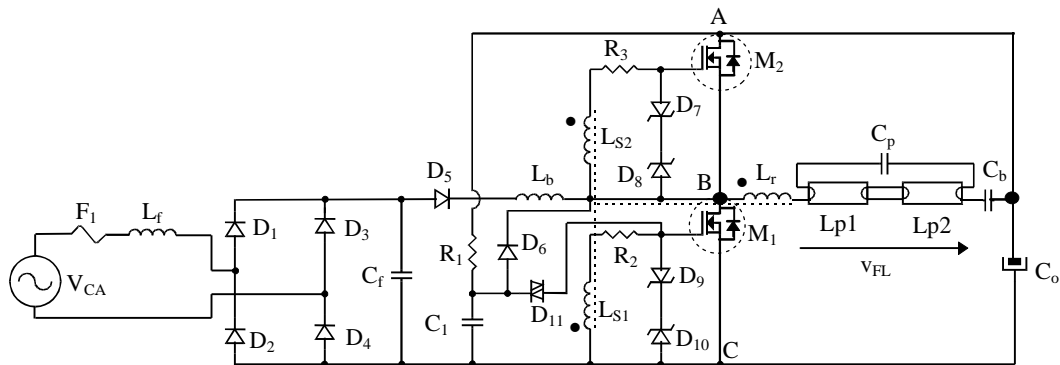 A
R3
M2
D7
LS2
Cp
D5
Lb
D8
B
Lr
Cb
F1
Lf
D1
D3
Lp1
Lp2
M1
R1
D6
R2
vFL
VCA
Cf
D9
Co
D11
LS1
C1
D2
D4
D10
C